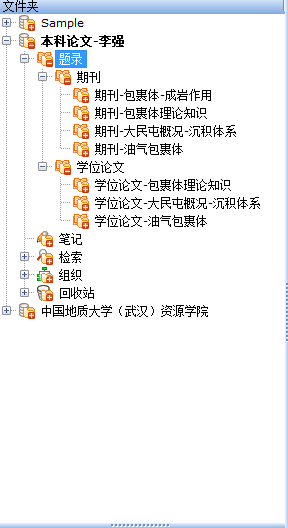 文件夹
Sample
本科论文-李强
题录
期刊
期刊-包裹体-成岩作用
期刊-包裹体理论知识
期刊-大民屯概况-沉积体系
期刊-油气包裹体
学位论文
学位论文-包裹体理论知识
学位论文-大民屯概况-沉积体系
学位论文-油气包裹体
笔记
检索
组织
回收站
中国地质大学（武汉）资源学院